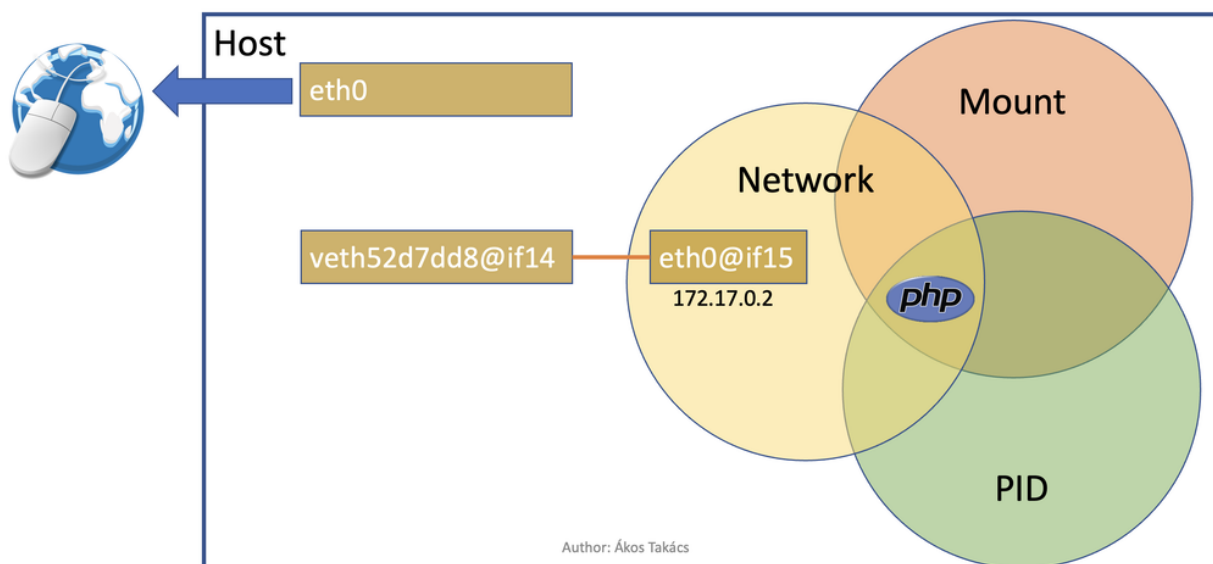 Host
eth0
Mount
Network
veth52d7dd8@if14
eth0@if15
172.17.0.2
php
PID
Author: Ákos Takács